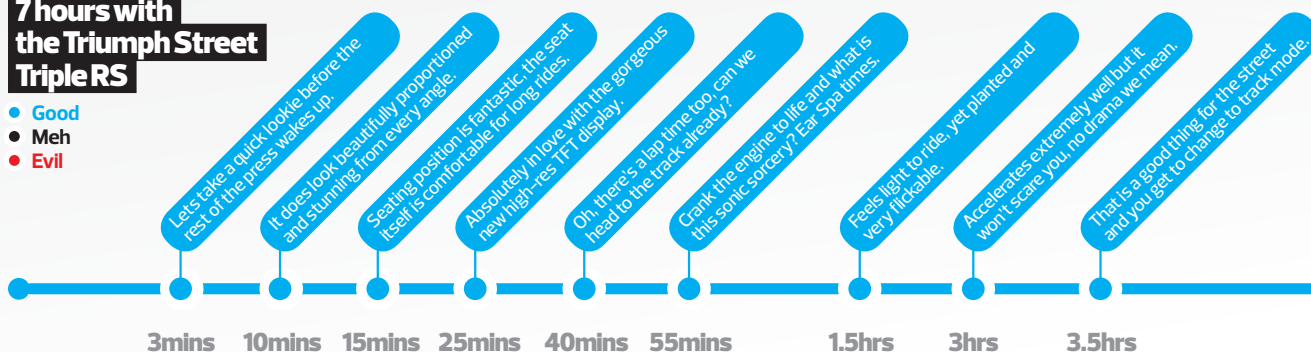 7 hours with
the Triumph Street
Triple RS
Good
Meh
Evil
Lets take a quick lookie before the
rest of the press wakes up.
It does look beautifully proportioned
and stunning from every angle.
Seating position is fantastic, the seat
itself is comfortable for long rides.
Absolutely in love with the gorgeous
new high-res TFT display.
Oh, there's a lap time too, can we
head to the track already?
Crank the engine to life and what is
this sonic sorcery? Ear Spa times.
Feels light to ride, yet planted and
very flickable.
Accelerates extremely well but it
won't scare you, no drama we mean.
That is a good thing for the street
and you get to change to track mode.
3mins
10mins
15mins
25mins
40mins
55mins
1.5hrs
3hrs
3.5hrs